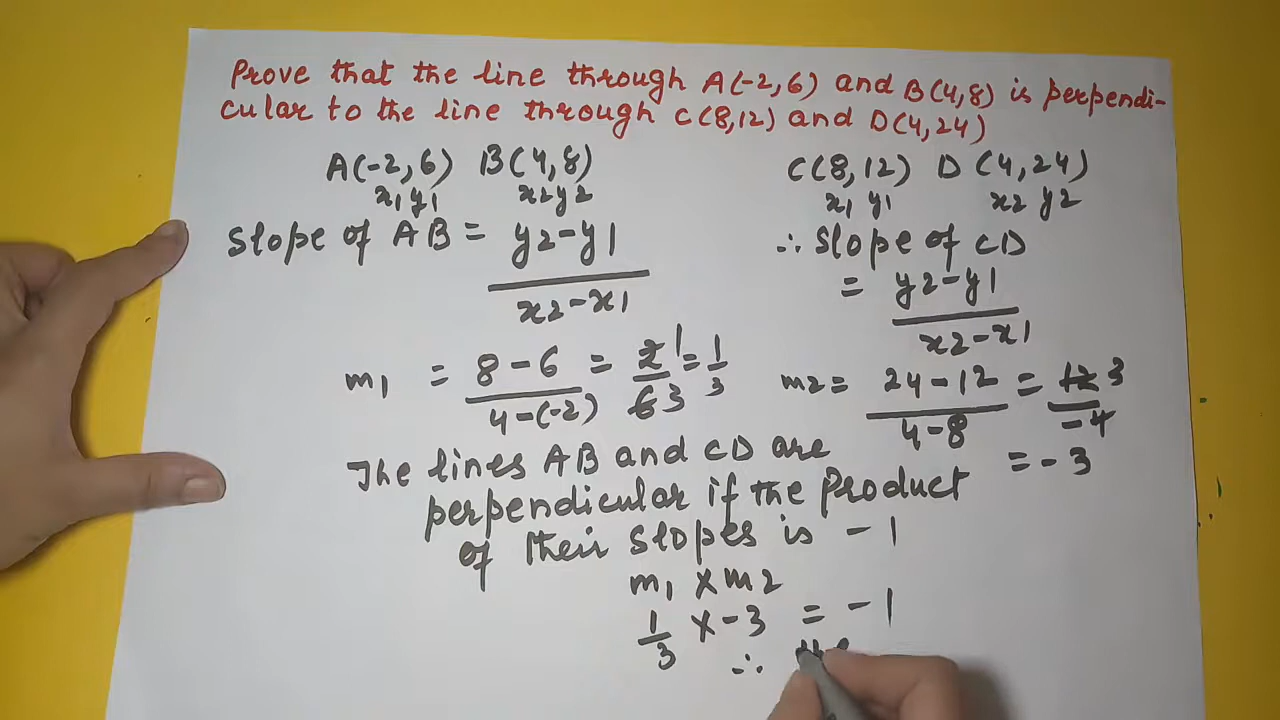 Prove that the line through A(-2,6) and B(4,8) is perpendi-
cular to the line through C(8,12) and D(4,24)
A(-2,6) B(4,8)
x1 y1 x2 y2
Slope of AB = y2-y1
x2-x1
m1 = 8-6 = 2 1 = 1
4-(-2) 6 3 3
C(8,12) D(4,24)
x1 y1 x2 y2
∴ Slope of CD
= y2-y1
x2-x1
m2 = 24-12 = 12 3
4-8 -4
= -3
The lines AB and CD are
perpendicular if the Product
of their Slopes is -1
m1 x m2
1 x -3 = -1
3
∴